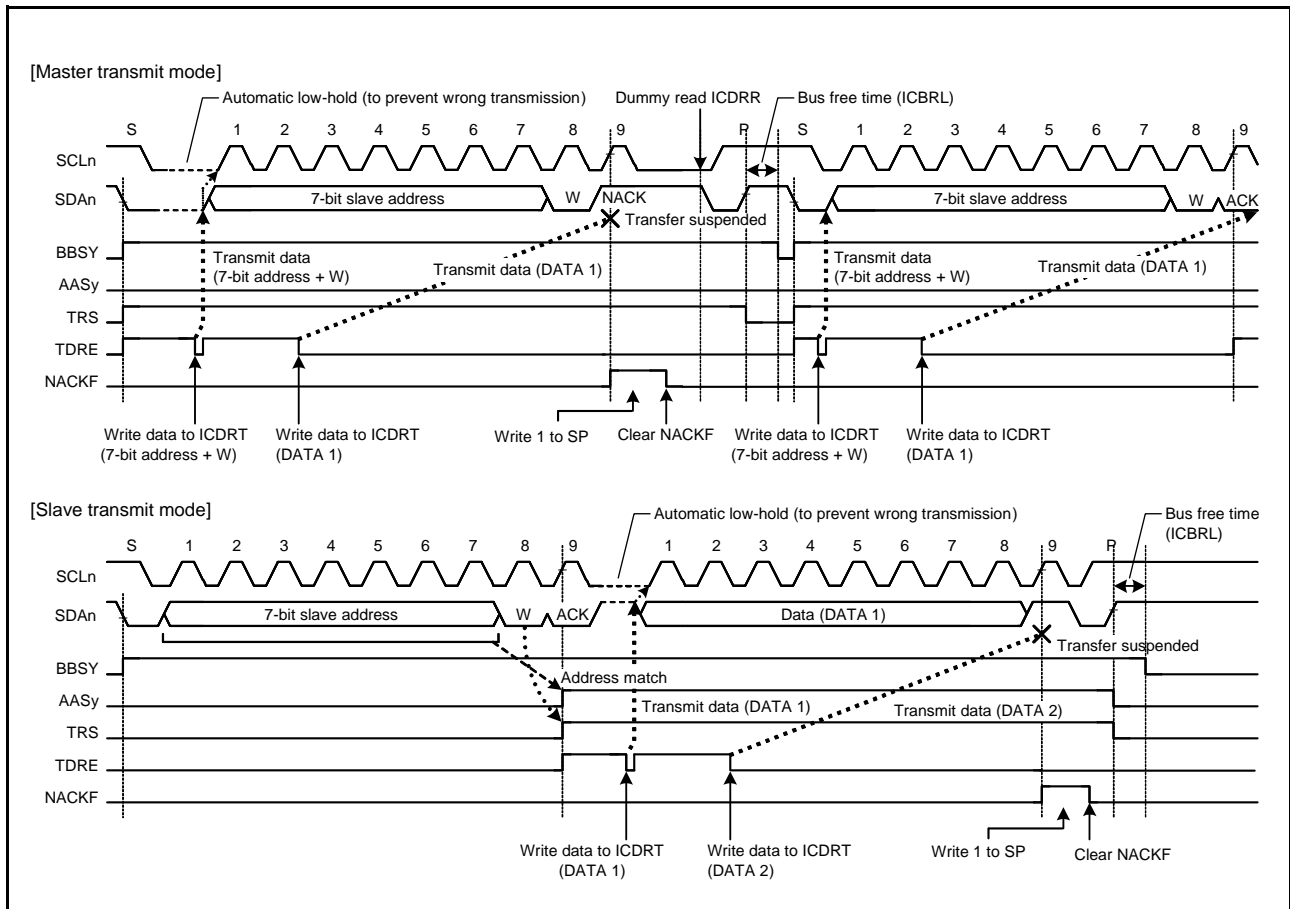 [Master transmit mode]
Automatic low-hold (to prevent wrong transmission)
Dummy read ICDRR
Bus free time (ICBRL)
S 1 2 3 4 5 6 7 8 9 P S 1 2 3 4 5 6 7 8 9
SCLn
SDAn 7-bit slave address W NACK 7-bit slave address W ACK
Transfer suspended
BBSY
Transmit data
(7-bit address + W)
Transmit data (DATA 1)
Transmit data
(7-bit address + W)
Transmit data (DATA 1)
AASy
TRS
TDRE
NACKF
Write data to ICDRT
(7-bit address + W)
Write data to ICDRT
(DATA 1)
Write 1 to SP
Clear NACKF
Write data to ICDRT
(7-bit address + W)
Write data to ICDRT
(DATA 1)
[Slave transmit mode]
Automatic low-hold (to prevent wrong transmission)
Bus free time
(ICBRL)
S 1 2 3 4 5 6 7 8 9 1 2 3 4 5 6 7 8 9 P
SCLn
SDAn 7-bit slave address W ACK Data (DATA 1)
Transfer suspended
BBSY
Address match
AASy
Transmit data (DATA 1)
Transmit data (DATA 2)
TRS
TDRE
NACKF
Write data to ICDRT
(DATA 1)
Write data to ICDRT
(DATA 2)
Write 1 to SP
Clear NACKF